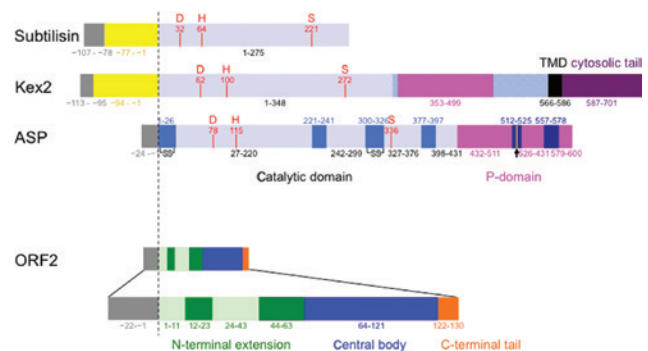 Subtilisin
D H S
32 64 221
−107 - −78 −77 - −1 1-275
TMD cytosolic tail
Kex2
D H S
62 100 272
−113 - −95 −94 - −1 1-348 353-499 566-586 587-701
ASP
1-26 221-241 300-326 377-397 512-525 557-578
D H S
78 115 336
−24 - −1 SS 27-220 242-299 SS 327-376 398-431 432-511 526-431 579-600
Catalytic domain P-domain
ORF2
−22-−1 1-11 12-23 24-43 44-63 64-121 122-130
N-terminal extension Central body C-terminal tail